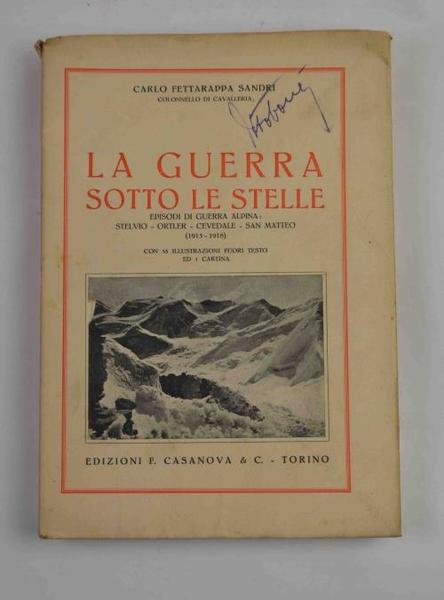 CARLO FETTARAPPA SANDRI
COLONNELLO DI CAVALLERIA
LA GUERRA
SOTTO LE STELLE
EPISODI DI GUERRA ALPINA:
STELVIO - ORTLER - CEVEDALE - SAN MATTEO
(1915-1918)
CON 55 ILLUSTRAZIONI FUORI TESTO
ED 1 CARTINA
EDIZIONI F. CASANOVA & C. - TORINO